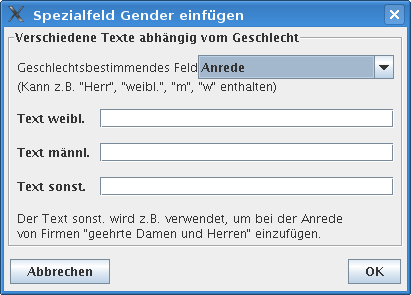 Spezialfeld Gender einfügen
Verschiedene Texte abhängig vom Geschlecht
Geschlechtsbestimmendes Feld Anrede
(Kann z.B. "Herr", "weibl.", "m", "w" enthalten)
Text weibl.
Text männl.
Text sonst.
Der Text sonst. wird z.B. verwendet, um bei der Anrede
von Firmen "geehrte Damen und Herren" einzufügen.
Abbrechen OK